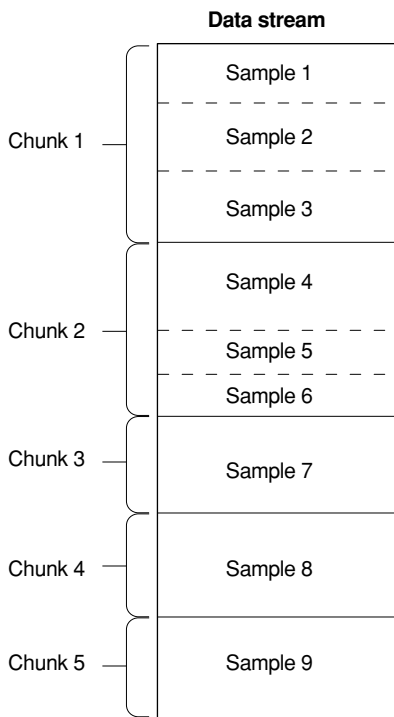 Data stream
Sample 1
Chunk 1
Sample 2
Sample 3
Sample 4
Chunk 2
Sample 5
Sample 6
Chunk 3
Sample 7
Chunk 4
Sample 8
Chunk 5
Sample 9